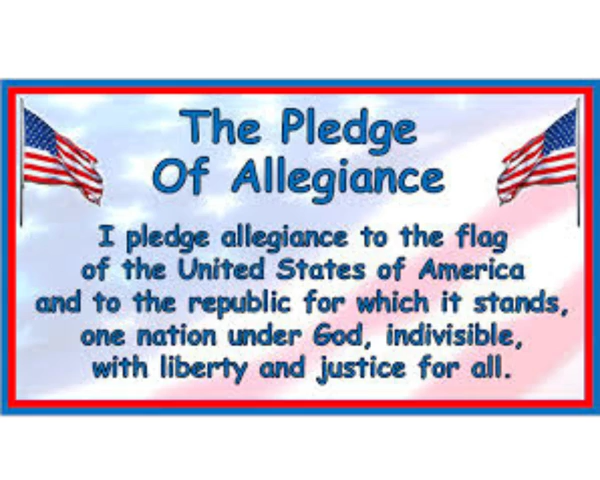 The Pledge
Of Allegiance
I pledge allegiance to the flag
of the United States of America
and to the republic for which it stands,
one nation under God, indivisible,
with liberty and justice for all.